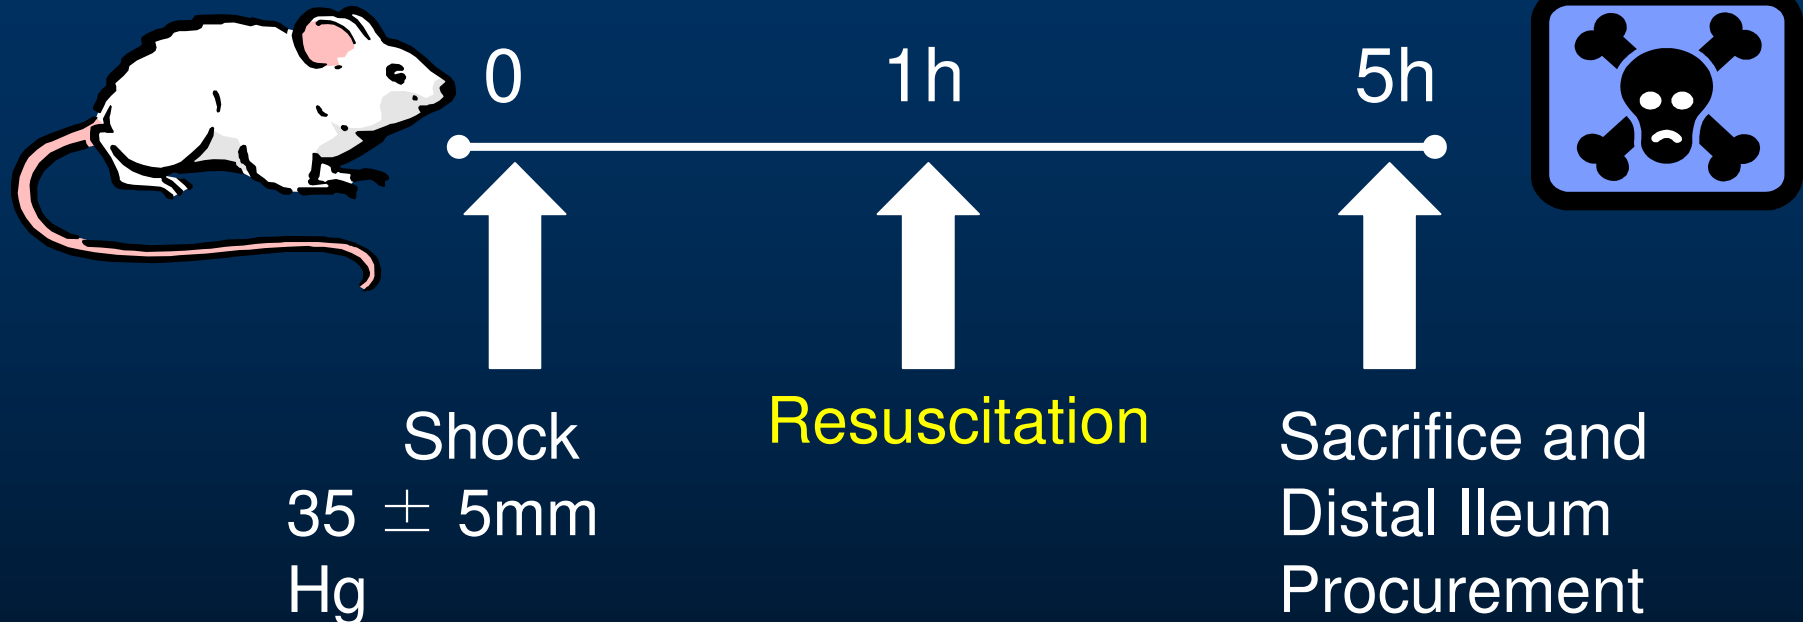 0
1h
5h
Shock
35 ± 5mm
Hg
Resuscitation
Sacrifice and
Distal Ileum
Procurement